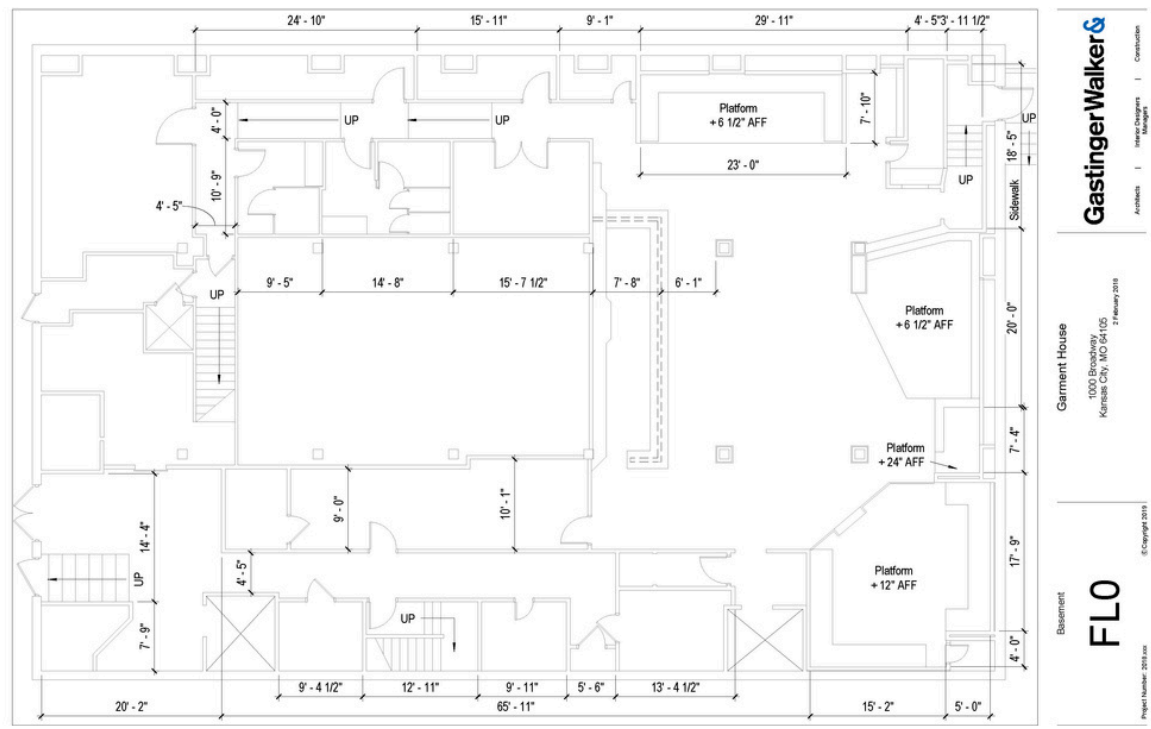 24' - 10"
15' - 11"
9' - 1"
29' - 11"
4' - 5"
3' - 11 1/2"
4' - 0"
UP
UP
Platform
+ 6 1/2" AFF
7' - 10"
UP
18' - 5"
23' - 0"
10' - 9"
4' - 5"
UP
Sidewalk
9' - 5"
14' - 8"
15' - 7 1/2"
7' - 8"
6' - 1"
UP
Platform
+ 6 1/2" AFF
20' - 0"
7' - 4"
Platform
+ 24" AFF
9' - 0"
10' - 1"
14' - 4"
17' - 9"
4' - 5"
UP
Platform
+ 12" AFF
UP
7' - 9"
4' - 0"
9' - 4 1/2"
12' - 11"
9' - 11"
5' - 6"
13' - 4 1/2"
20' - 2"
65' - 11"
15' - 2"
5' - 0"
GastingerWalker&
Architects | Interior Designers | Construction
Managers
Garment House
1000 Broadway
Kansas City, MO 64105
2 February 2018
Basement
FL0
Project Number: 2018.xxx
© Copyright 2019